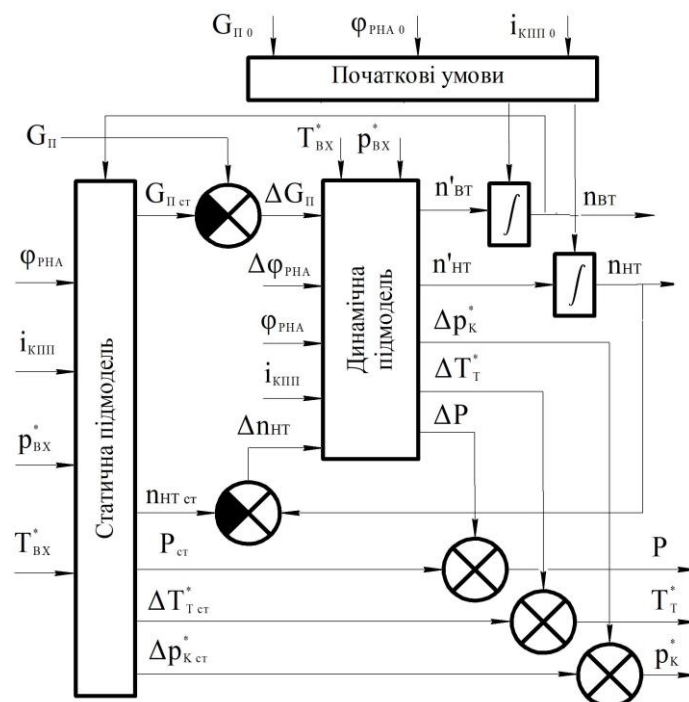 G_П 0 φ_РНА 0 i_КПП 0
Початкові умови
G_П
T*_ВХ p*_ВХ
G_П ст ΔG_П n'_ВТ ∫ n_ВТ
φ_РНА Δφ_РНА n'_НТ ∫ n_НТ
φ_РНА Δp*_К
i_КПП i_КПП ΔT*_Т
Статична підмодель
Динамічна
підмодель
ΔP
p*_ВХ Δn_НТ
n_НТ ст
T*_ВХ P_ст P
ΔT*_Т ст T*_Т
Δp*_К ст p*_К